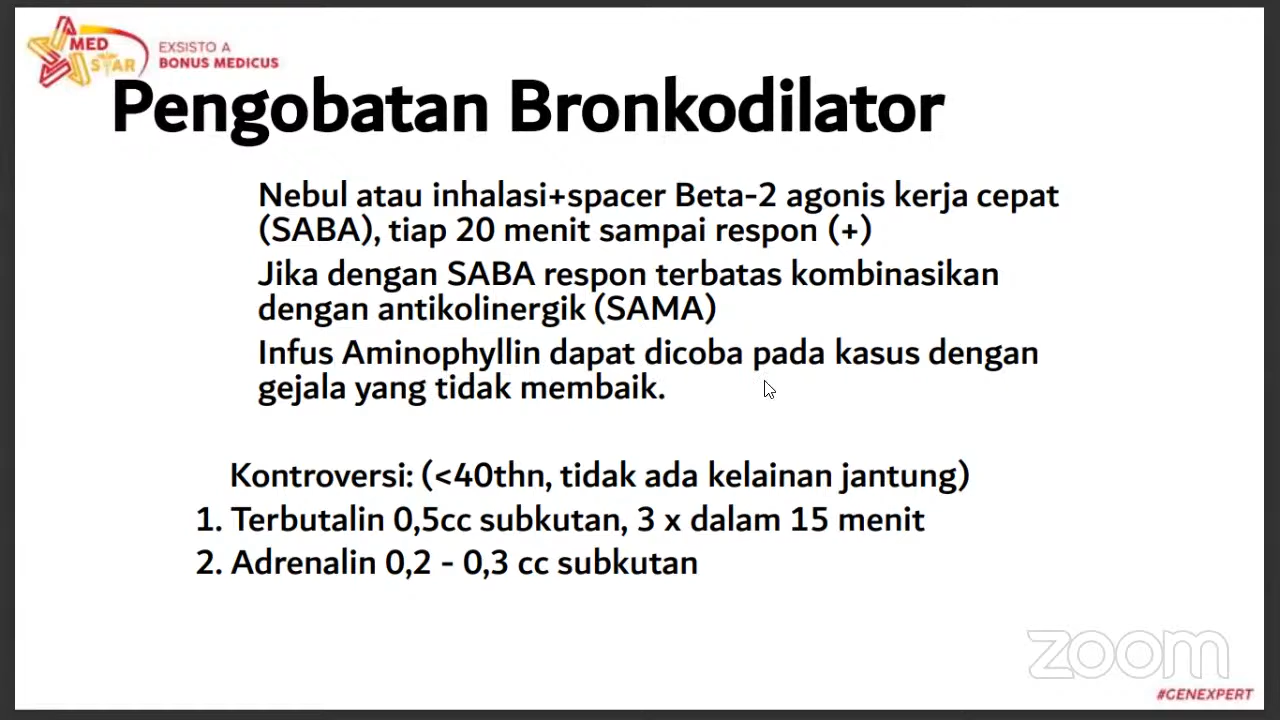 MED
STAR
EXSISTO A
BONUS MEDICUS
Pengobatan Bronkodilator
Nebul atau inhalasi+spacer Beta-2 agonis kerja cepat
(SABA), tiap 20 menit sampai respon (+)
Jika dengan SABA respon terbatas kombinasikan
dengan antikolinergik (SAMA)
Infus Aminophyllin dapat dicoba pada kasus dengan
gejala yang tidak membaik.
Kontroversi: (<40thn, tidak ada kelainan jantung)
1. Terbutalin 0,5cc subkutan, 3 x dalam 15 menit
2. Adrenalin 0,2 - 0,3 cc subkutan
zoom
#GENEXPERT